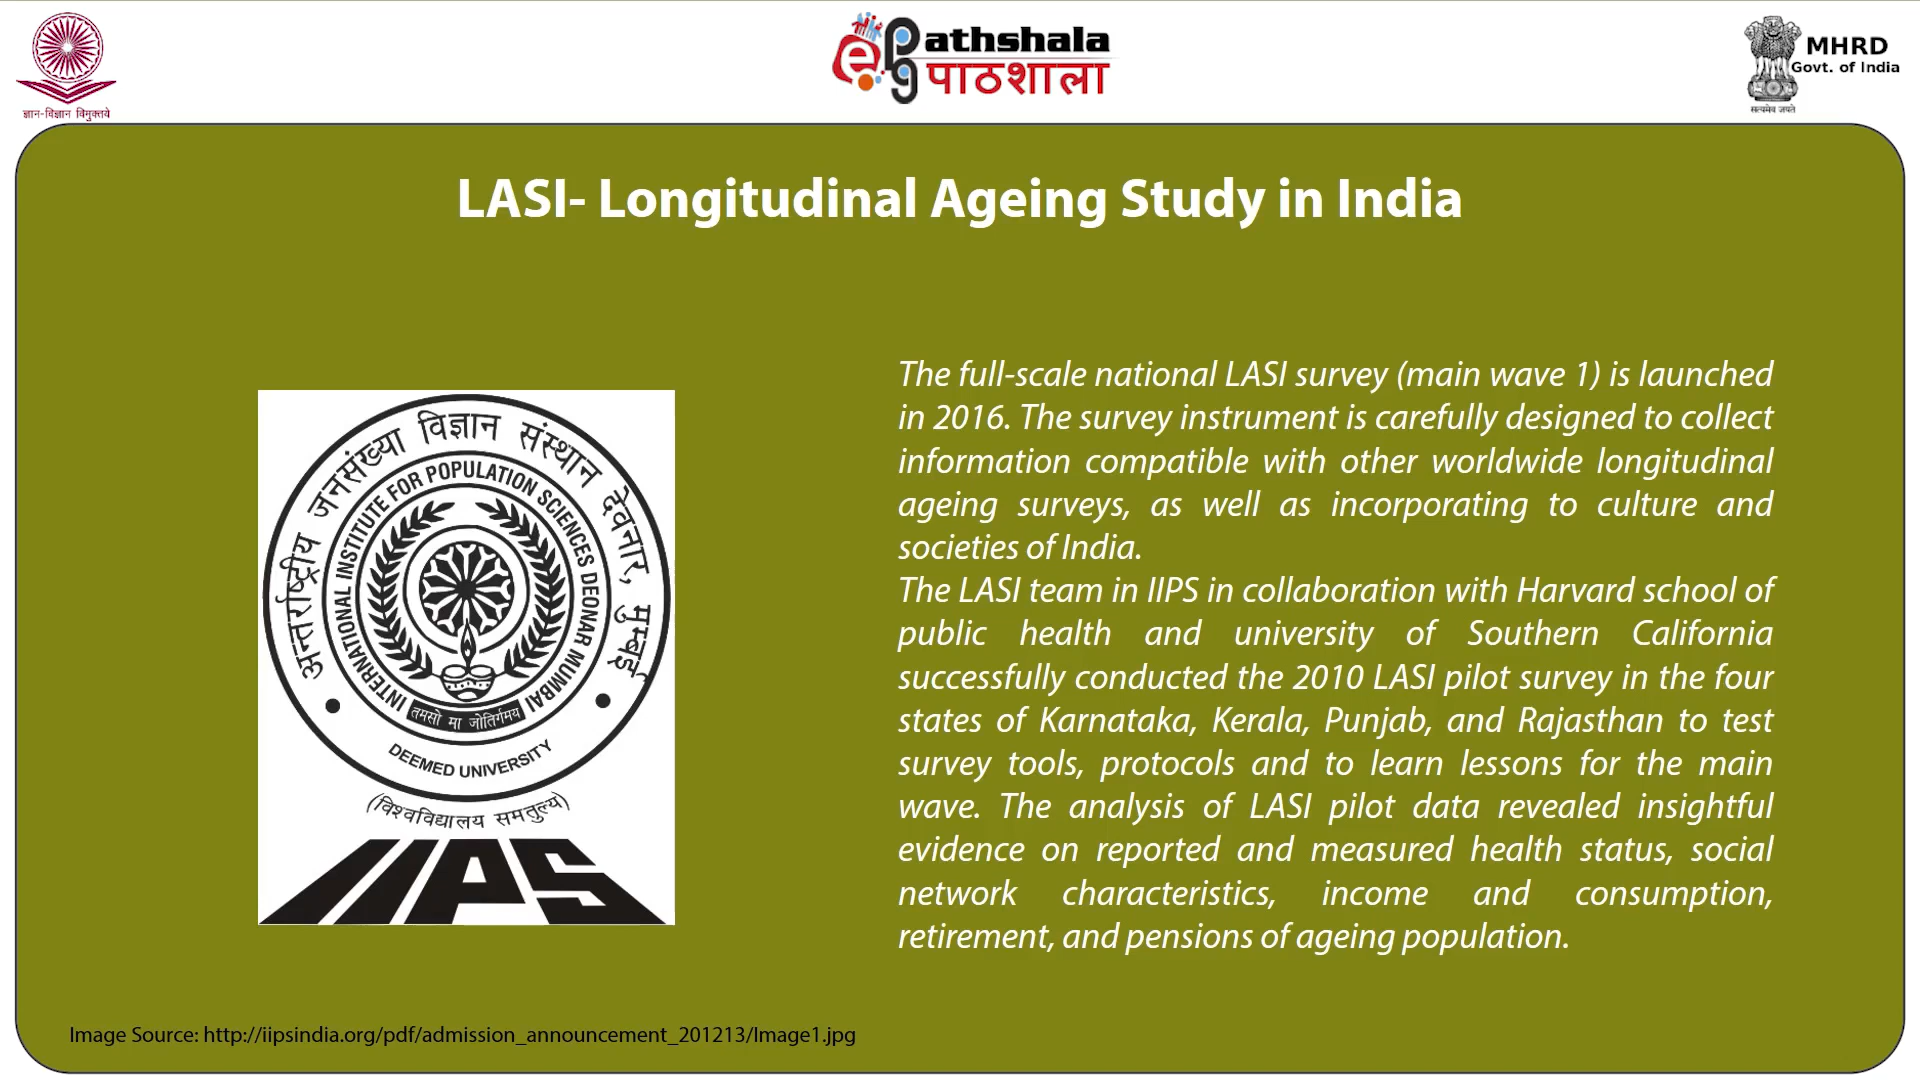 ज्ञान-विज्ञान विमुक्तये
ePg Pathshala
पाठशाला
MHRD
Govt. of India
सत्यमेव जयते
LASI- Longitudinal Ageing Study in India
अन्तर्राष्ट्रीय जनसंख्या विज्ञान संस्थान देवनार, मुम्बई
INTERNATIONAL INSTITUTE FOR POPULATION SCIENCES DEONAR MUMBAI
तमसो मा जोतिर्गमय
DEEMED UNIVERSITY
(विश्वविद्यालय समतुल्य)
IIPS
The full-scale national LASI survey (main wave 1) is launched
in 2016. The survey instrument is carefully designed to collect
information compatible with other worldwide longitudinal
ageing surveys, as well as incorporating to culture and
societies of India.
The LASI team in IIPS in collaboration with Harvard school of
public health and university of Southern California
successfully conducted the 2010 LASI pilot survey in the four
states of Karnataka, Kerala, Punjab, and Rajasthan to test
survey tools, protocols and to learn lessons for the main
wave. The analysis of LASI pilot data revealed insightful
evidence on reported and measured health status, social
network characteristics, income and consumption,
retirement, and pensions of ageing population.
Image Source: http://iipsindia.org/pdf/admission_announcement_201213/Image1.jpg